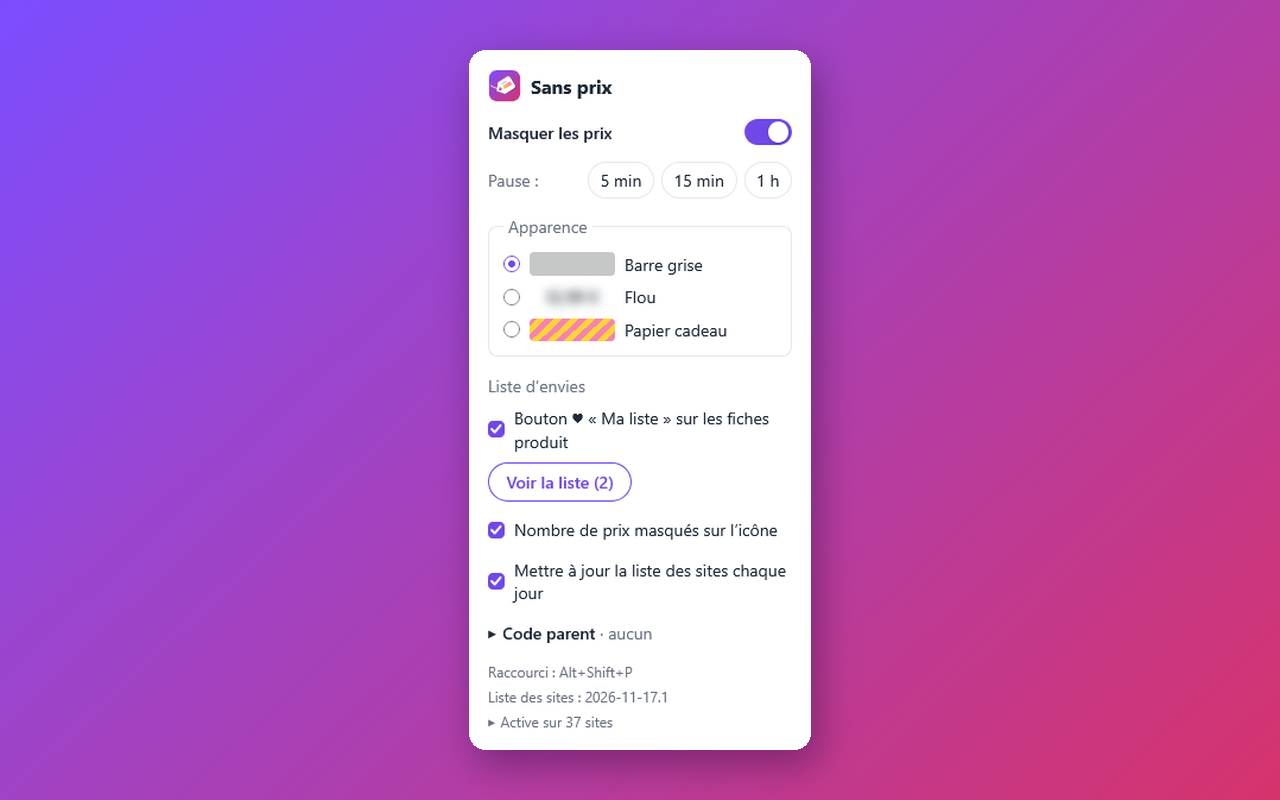 Sans prix
Masquer les prix
Pause :
5 min
15 min
1 h
Apparence
Barre grise
Flou
Papier cadeau
Liste d’envies
Bouton ♥ « Ma liste » sur les fiches
produit
Voir la liste (2)
Nombre de prix masqués sur l’icône
Mettre à jour la liste des sites chaque
jour
▸ Code parent · aucun
Raccourci : Alt+Shift+P
Liste des sites : 2026-11-17.1
▸ Active sur 37 sites